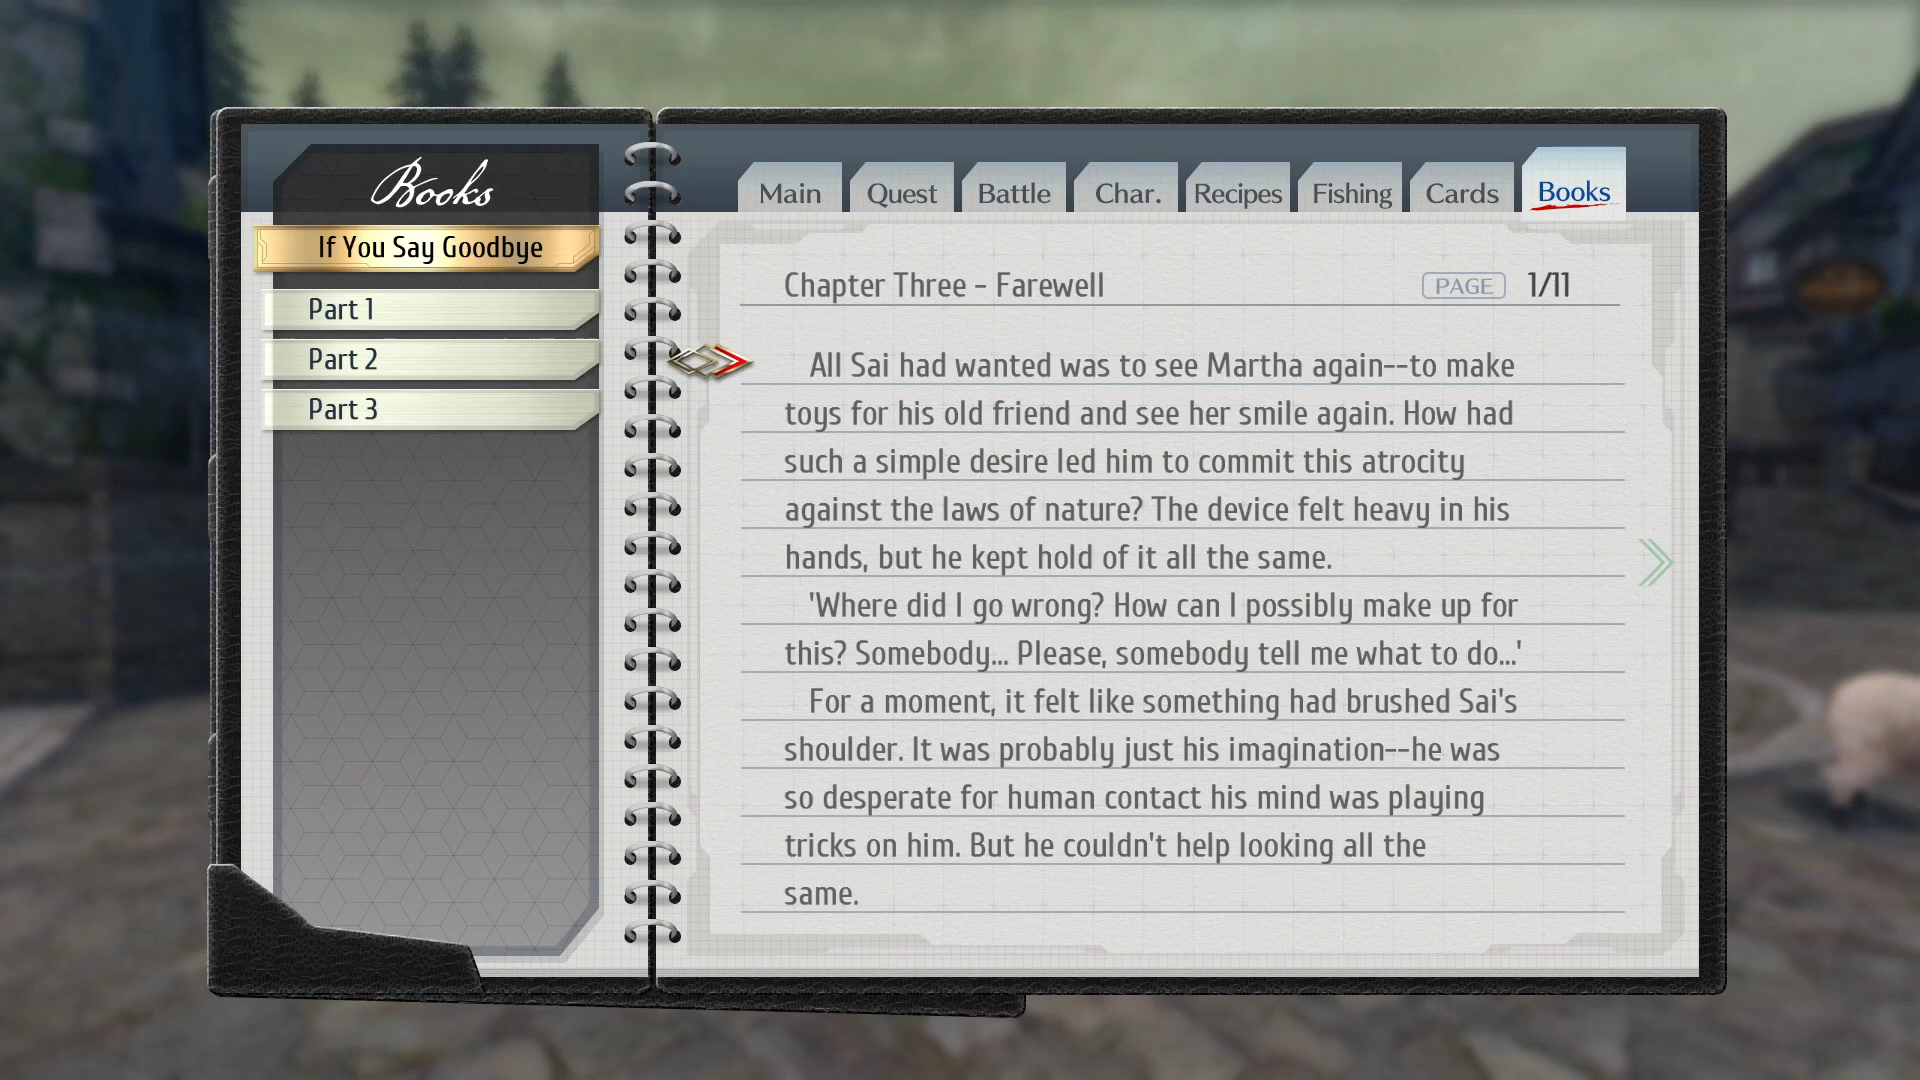 Books
If You Say Goodbye
Part 1
Part 2
Part 3
Main Quest Battle Char. Recipes Fishing Cards Books
Chapter Three - Farewell PAGE 1/11
All Sai had wanted was to see Martha again--to make
toys for his old friend and see her smile again. How had
such a simple desire led him to commit this atrocity
against the laws of nature? The device felt heavy in his
hands, but he kept hold of it all the same.
'Where did I go wrong? How can I possibly make up for
this? Somebody... Please, somebody tell me what to do...'
For a moment, it felt like something had brushed Sai's
shoulder. It was probably just his imagination--he was
so desperate for human contact his mind was playing
tricks on him. But he couldn't help looking all the
same.